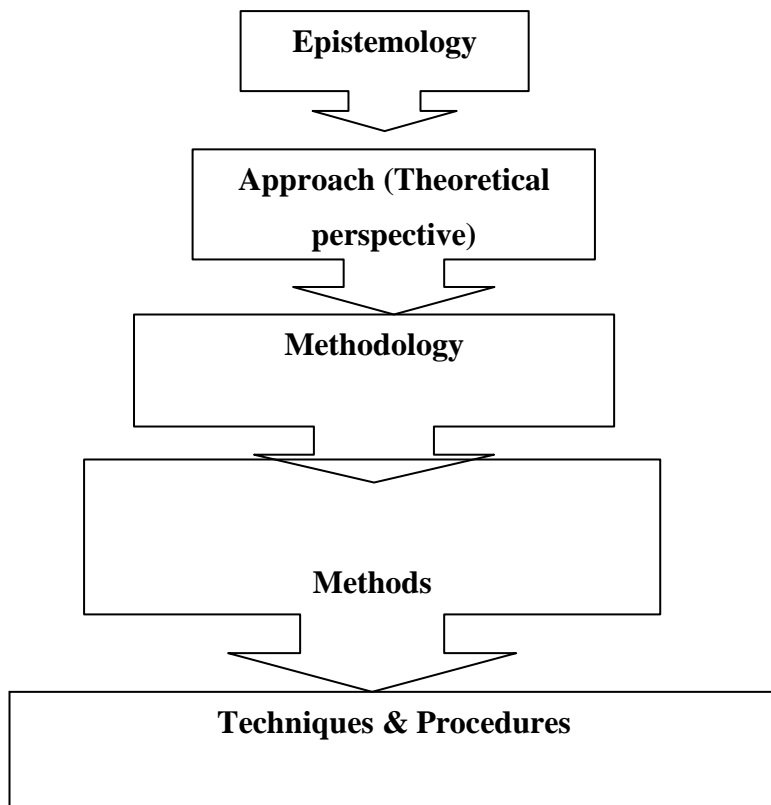 Epistemology
Approach (Theoretical
perspective)
Methodology
Methods
Techniques & Procedures